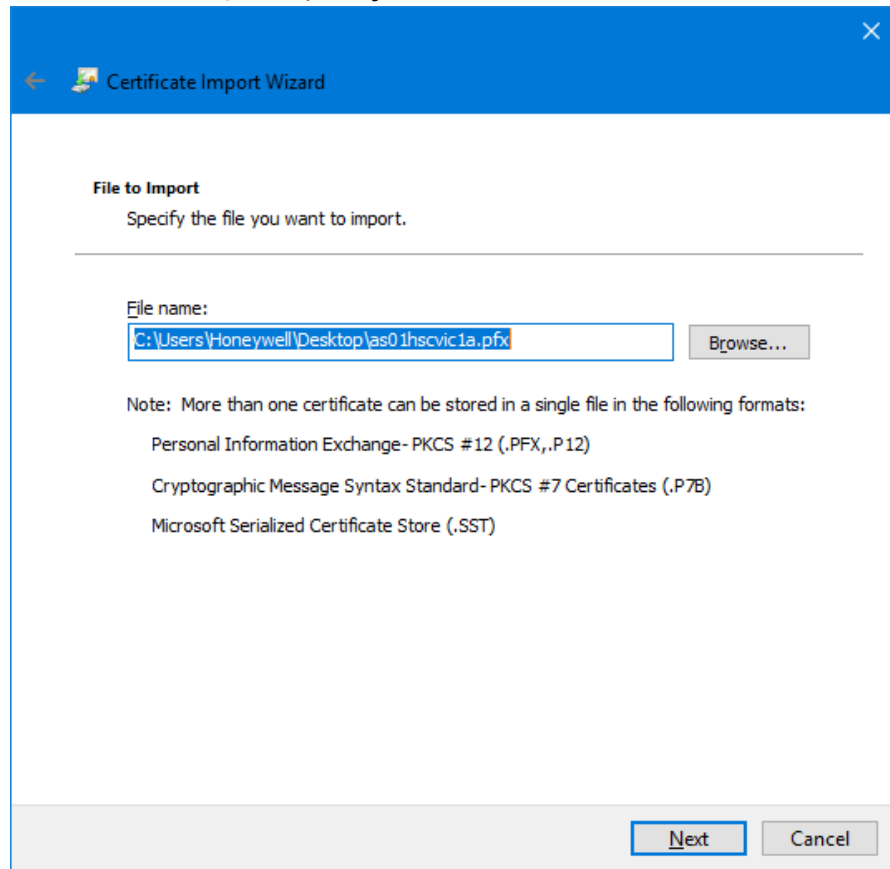 Certificate Import Wizard
File to Import
Specify the file you want to import.
File name:
C:\Users\Honeywell\Desktop\as01hscvic1a.pfx
Browse...
Note: More than one certificate can be stored in a single file in the following formats:
Personal Information Exchange- PKCS #12 (.PFX,.P12)
Cryptographic Message Syntax Standard- PKCS #7 Certificates (.P7B)
Microsoft Serialized Certificate Store (.SST)
Next
Cancel